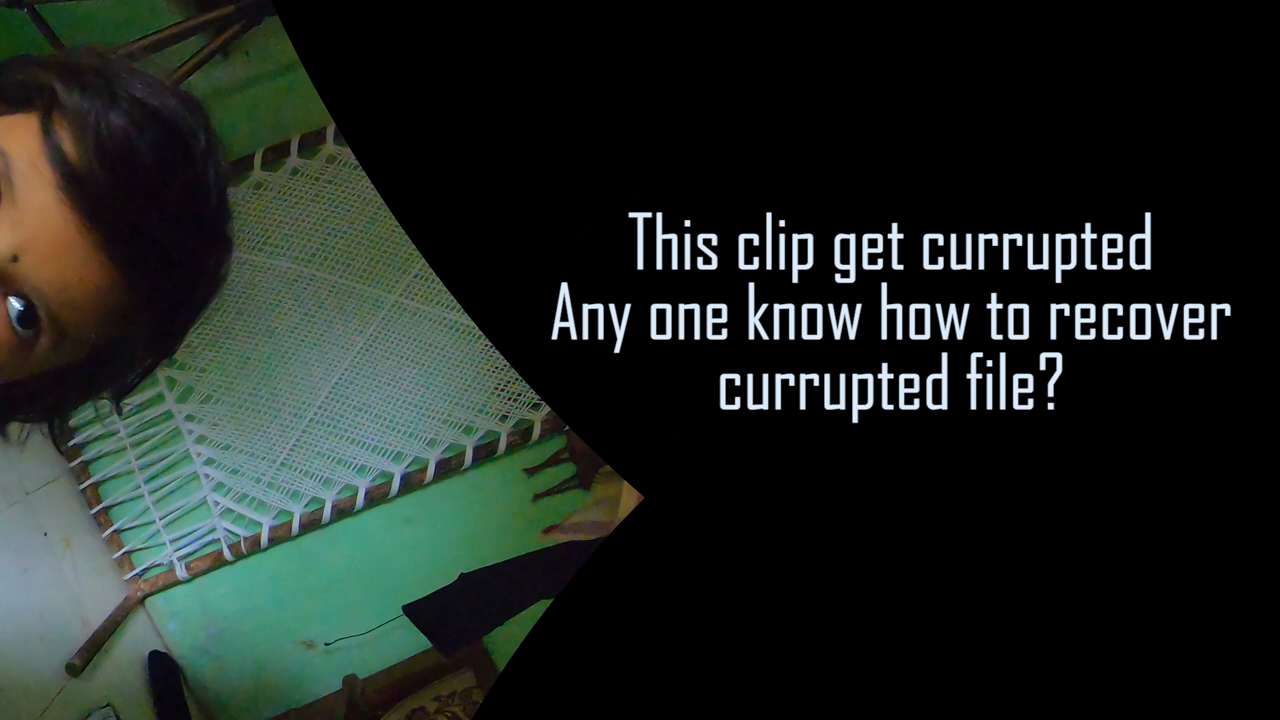 This clip get currupted
Any one know how to recover
currupted file?